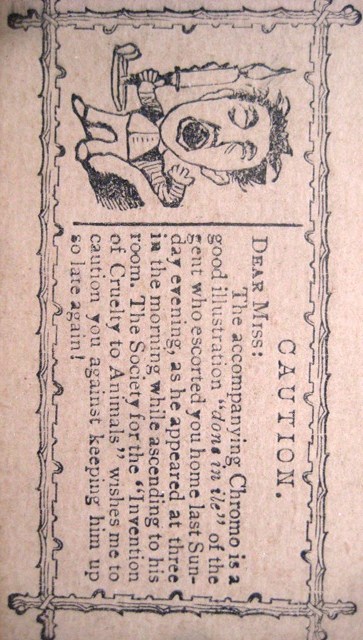 CAUTION.
DEAR MISS:
The accompanying Chromo is a
good illustration "done in ile" of the
gent who escorted you home last Sun-
day evening, as he appeared at three
in the morning while ascending to his
room. The Society for the "Invention
of Cruelty to Animals" wishes me to
caution you against keeping him up
so late again!